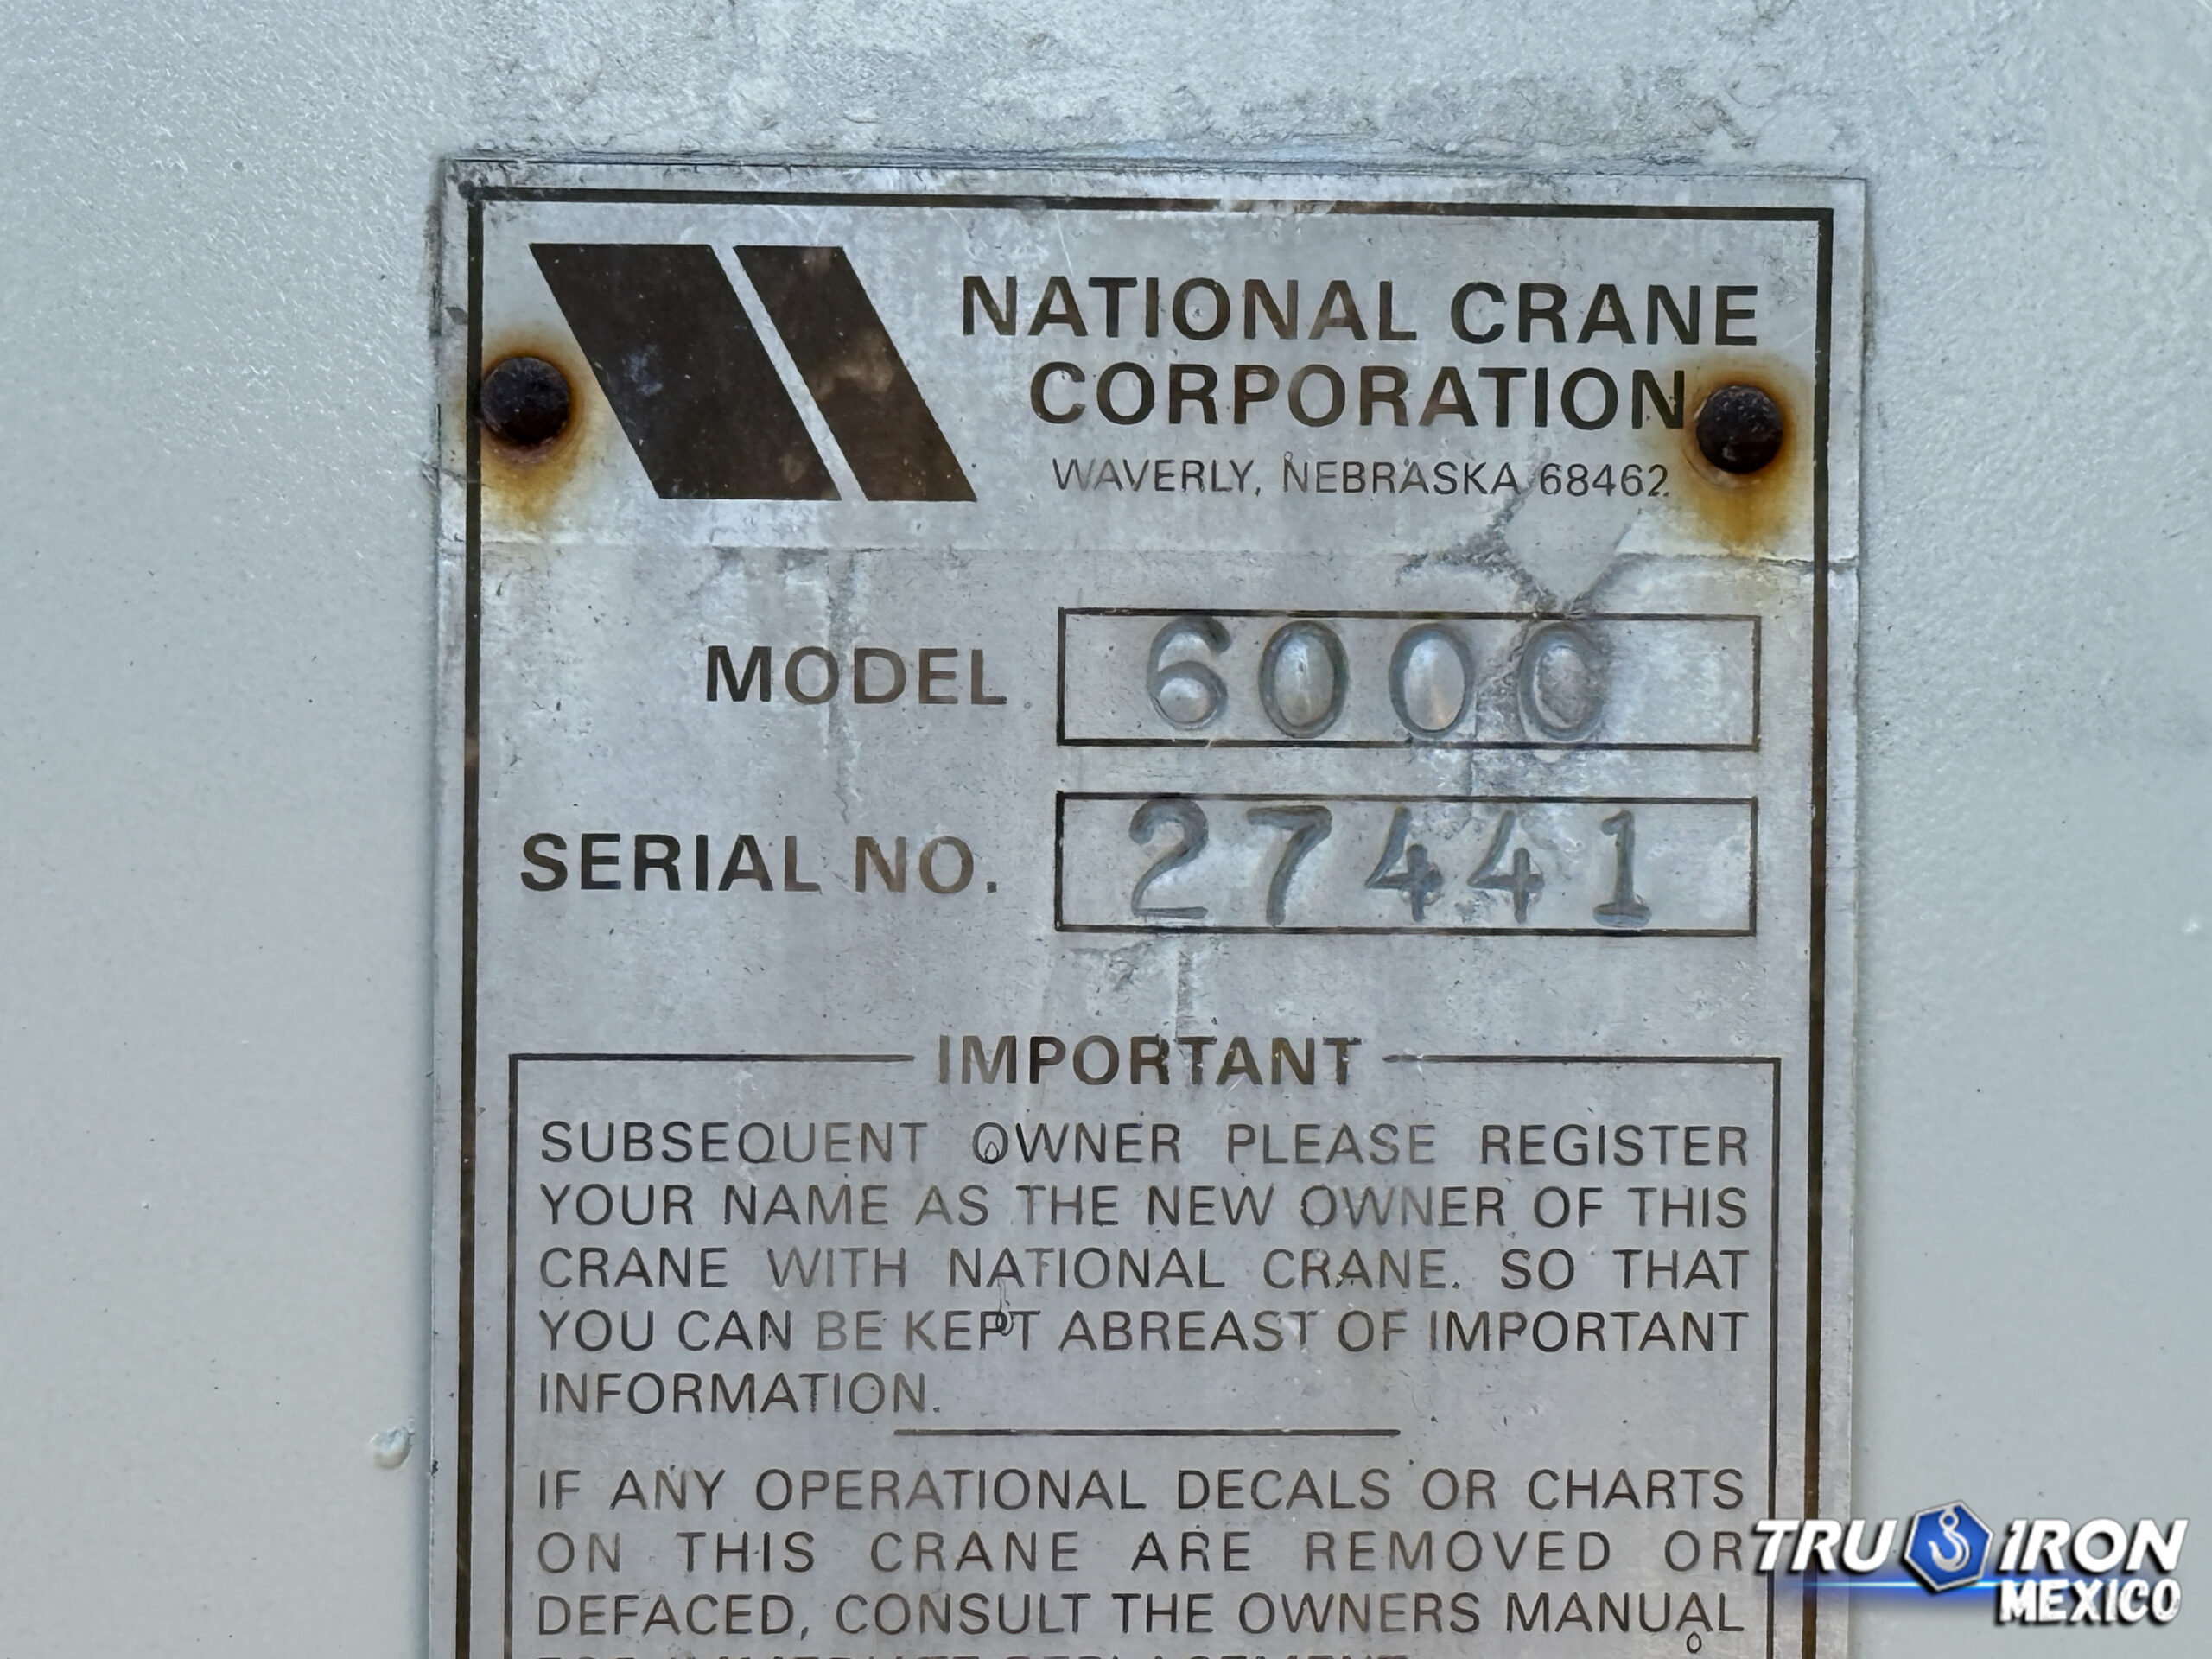 NATIONAL CRANE
CORPORATION
WAVERLY, NEBRASKA 68462
MODEL 6000
SERIAL NO. 27441
IMPORTANT
SUBSEQUENT OWNER PLEASE REGISTER
YOUR NAME AS THE NEW OWNER OF THIS
CRANE WITH NATIONAL CRANE. SO THAT
YOU CAN BE KEPT ABREAST OF IMPORTANT
INFORMATION.
IF ANY OPERATIONAL DECALS OR CHARTS
ON THIS CRANE ARE REMOVED OR
DEFACED, CONSULT THE OWNERS MANUAL
TRU IRON
MEXICO